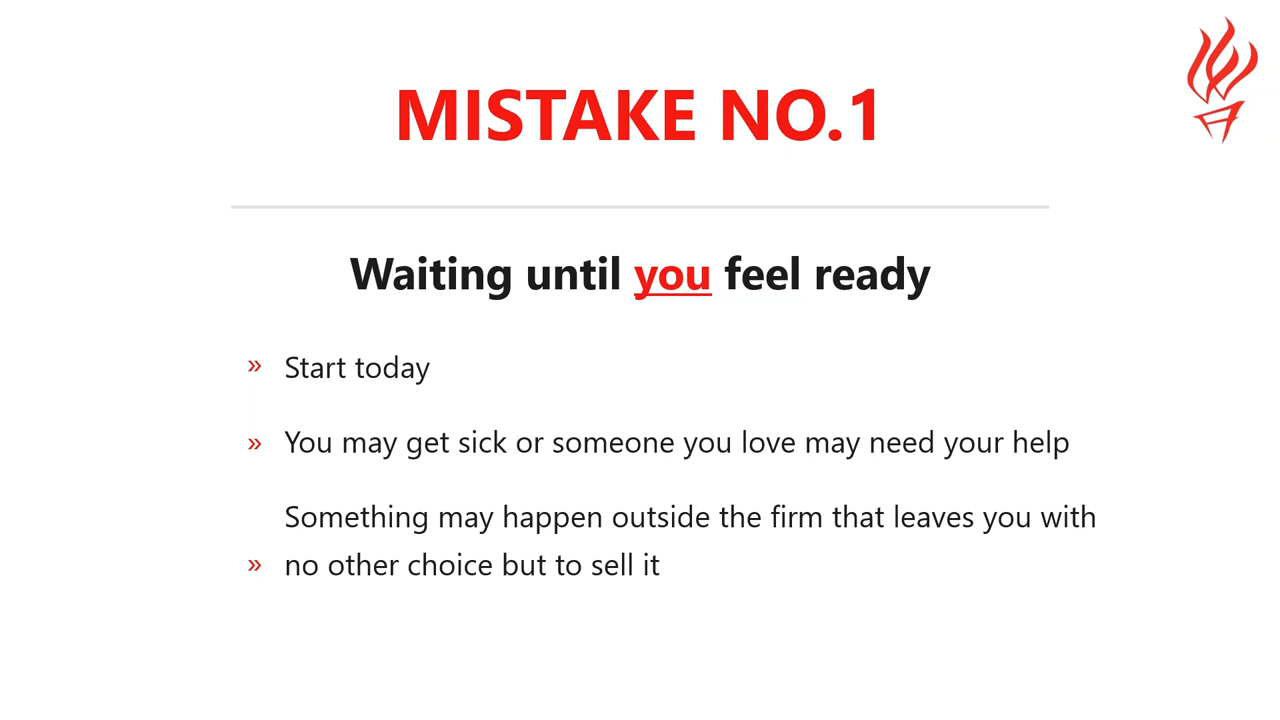 MISTAKE NO.1
Waiting until you feel ready
» Start today
» You may get sick or someone you love may need your help
Something may happen outside the firm that leaves you with
» no other choice but to sell it